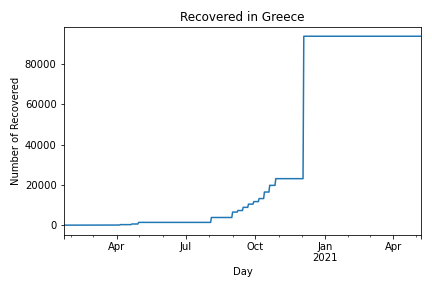 Recovered in Greece
80000
60000
40000
20000
0
Number of Recovered
Apr
Jul
Oct
Jan
2021
Apr
Day